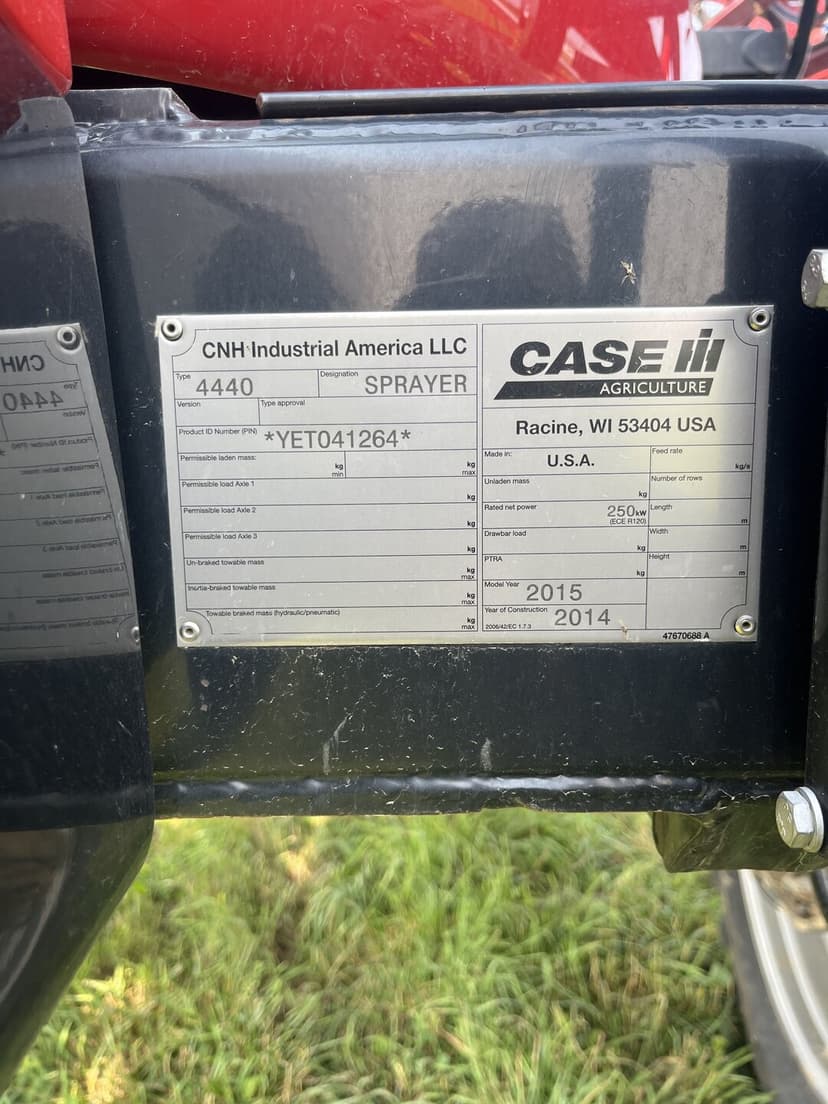 CNH Industrial America LLC
Type 4440 Designation SPRAYER
Version Type approval
Product ID Number (PIN) *YET041264*
Permissible laden mass: kg min kg max
Permissible load Axle 1 kg
Permissible load Axle 2 kg
Permissible load Axle 3 kg
Un-braked towable mass kg max
Inertia-braked towable mass kg max
Towable braked mass (hydraulic/pneumatic) kg max
CASE IH
AGRICULTURE
Racine, WI 53404 USA
Made in: U.S.A. Feed rate kg/s
Unladen mass kg Number of rows
Rated net power 250 kW (ECE R120) Length m
Drawbar load kg Width m
PTRA kg Height m
Model Year 2015
Year of Construction 2014
2006/42/EC 1.7.3
47670688 A